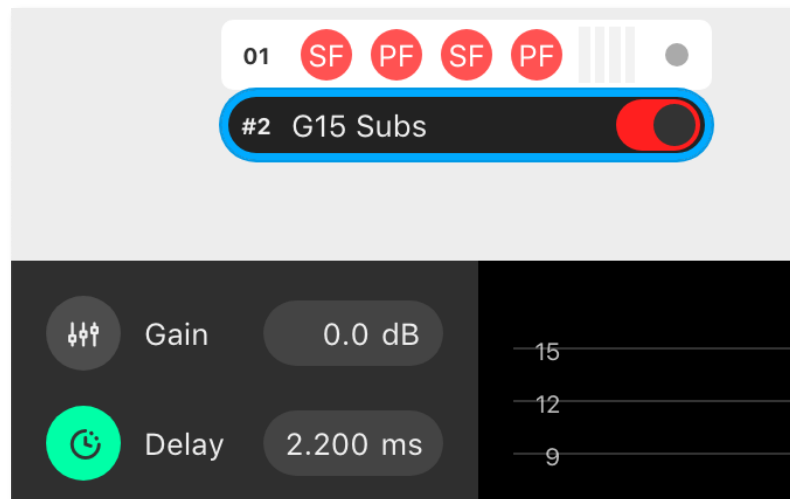 01 SF PF SF PF
#2 G15 Subs
Gain 0.0 dB
15
12
Delay 2.200 ms
9